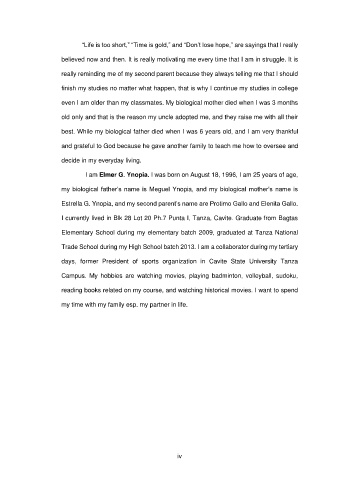 "Life is too short," "Time is gold," and "Don't lose hope," are sayings that I really
believed now and then. It is really motivating me every time that I am in struggle. It is
really reminding me of my second parent because they always telling me that I should
finish my studies no matter what happen, that is why I continue my studies in college
even I am older than my classmates. My biological mother died when I was 3 months
old only and that is the reason my uncle adopted me, and they raise me with all their
best. While my biological father died when I was 6 years old, and I am very thankful
and grateful to God because he gave another family to teach me how to oversee and
decide in my everyday living.
I am Elmer G. Ynopia. I was born on August 18, 1996, I am 25 years of age,
my biological father's name is Meguel Ynopia, and my biological mother's name is
Estrella G. Ynopia, and my second parent's name are Protimo Gallo and Elenita Gallo.
I currently lived in Blk 28 Lot 20 Ph.7 Punta I, Tanza, Cavite. Graduate from Bagtas
Elementary School during my elementary batch 2009, graduated at Tanza National
Trade School during my High School batch 2013. I am a collaborator during my tertiary
days, former President of sports organization in Cavite State University Tanza
Campus. My hobbies are watching movies, playing badminton, volleyball, sudoku,
reading books related on my course, and watching historical movies. I want to spend
my time with my family esp. my partner in life.
iv